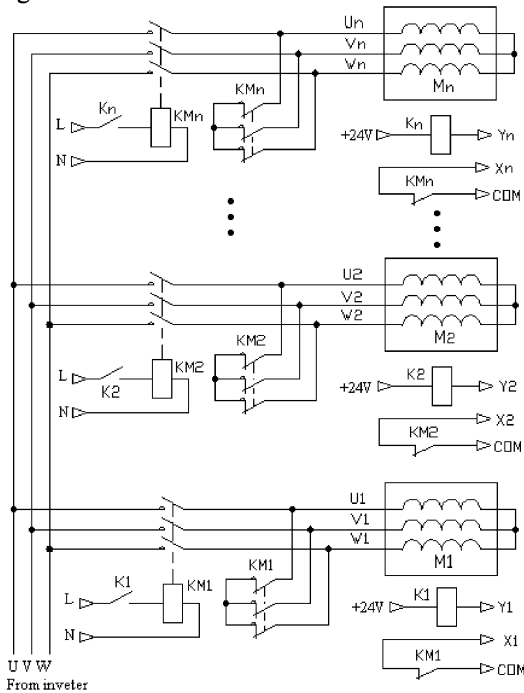 Un
Vn
Wn
Mn
Kn
KMn
KMn
L
N
+24V
Kn
Yn
Xn
KMn
COM
U2
V2
W2
M2
KM2
KM2
L
K2
N
+24V
K2
Y2
X2
KM2
COM
U1
V1
W1
M1
K1
KM1
KM1
L
N
+24V
K1
Y1
X1
KM1
COM
U V W
From inveter